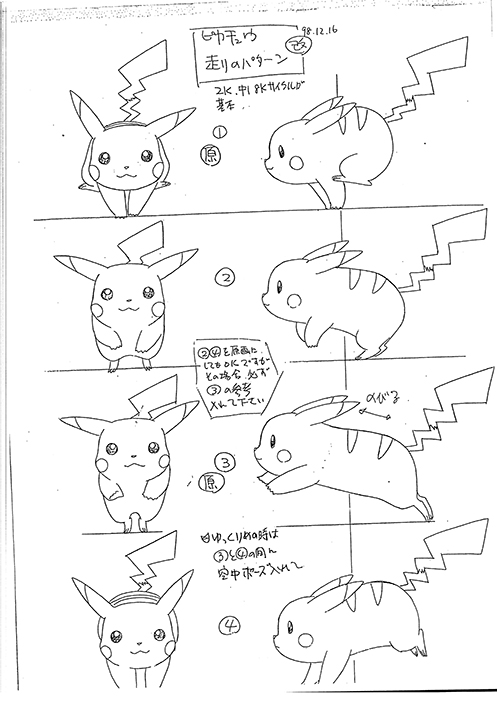 ピカチュウ
走りのパターン
改
98.12.16
2K.中1 8Kサイクルが
基本.
①
原
②
②④を原画に
してもOKですが
その場合、必ず
③の参考
入れて下さい
のびる
③
原
ゆっくりめの時は
③と④の間に
空中ポーズ入れて
④